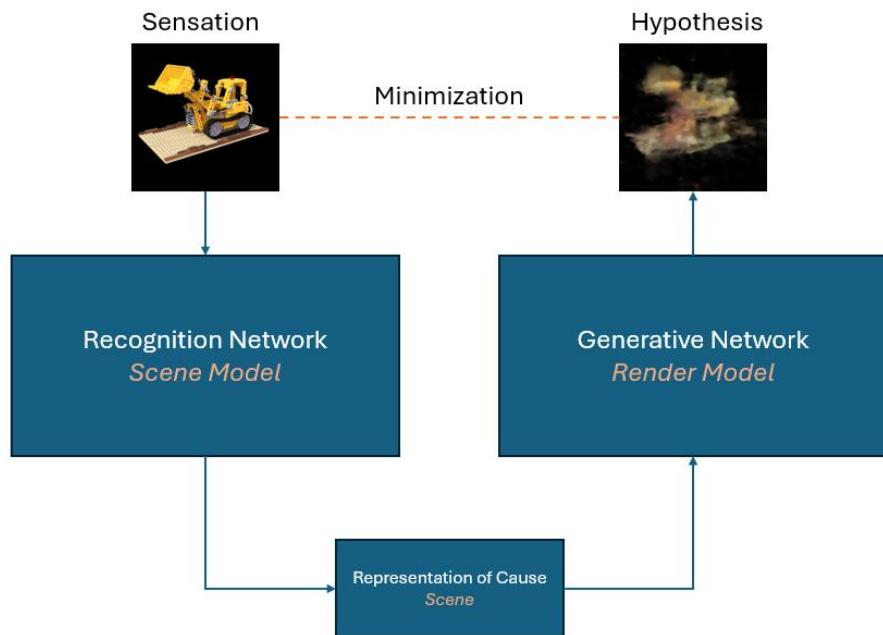 Sensation
Hypothesis
Minimization
Recognition Network
Scene Model
Generative Network
Render Model
Representation of Cause
Scene